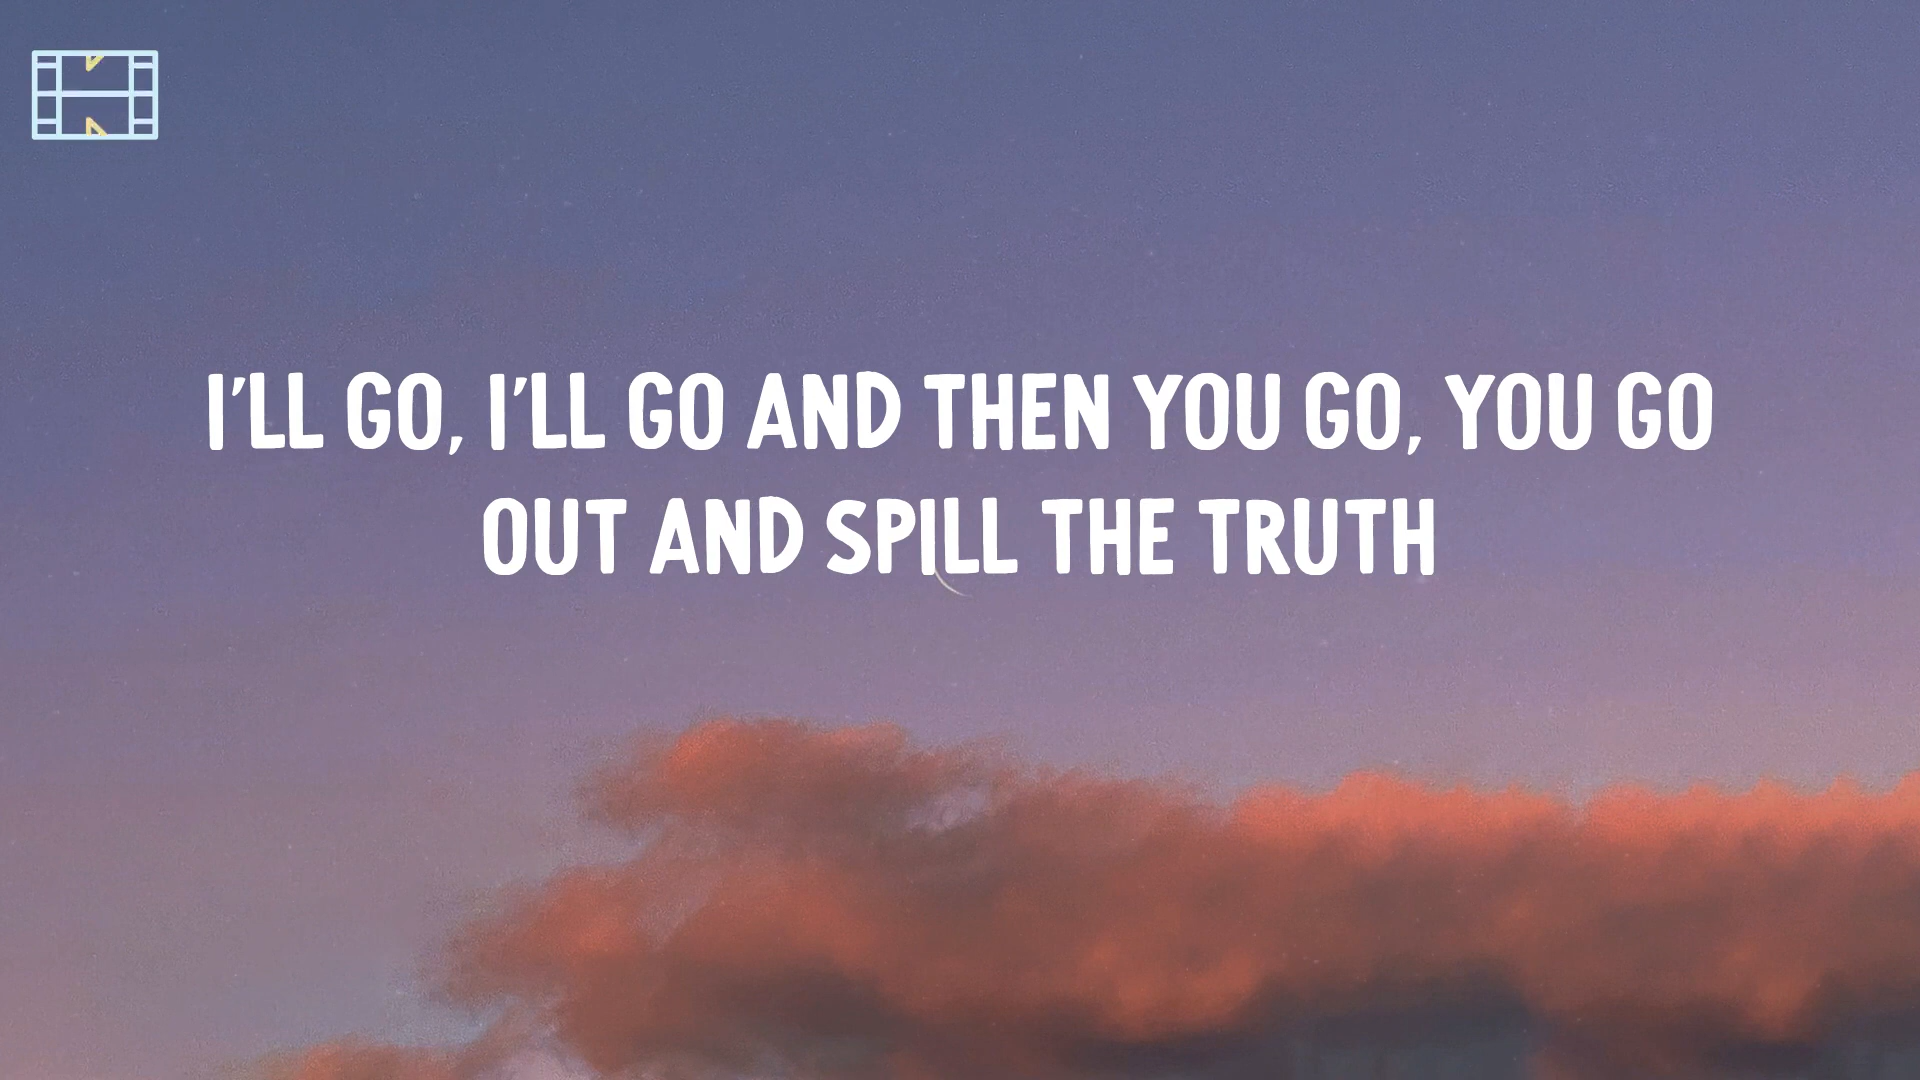 I'LL GO, I'LL GO AND THEN YOU GO, YOU GO
OUT AND SPILL THE TRUTH